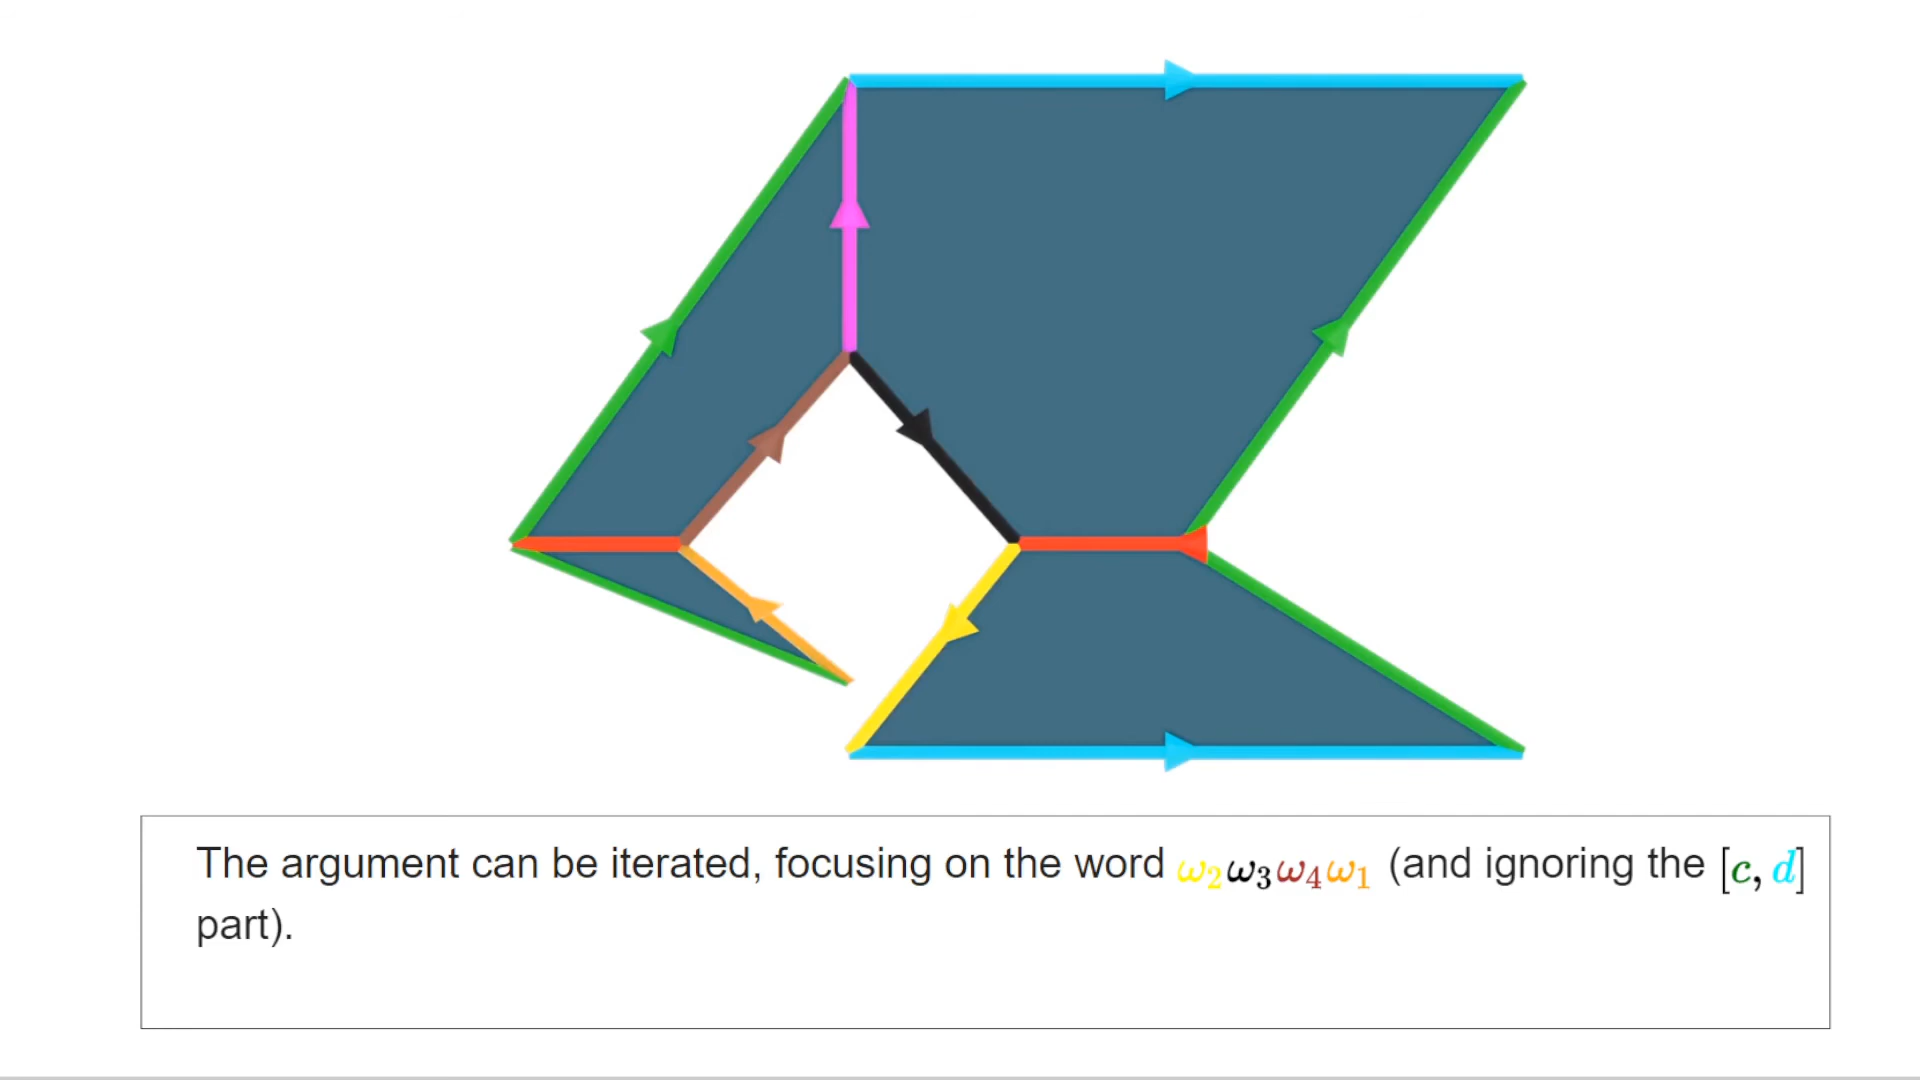 The argument can be iterated, focusing on the word ω₂ω₃ω₄ω₁ (and ignoring the [c, d]
part).